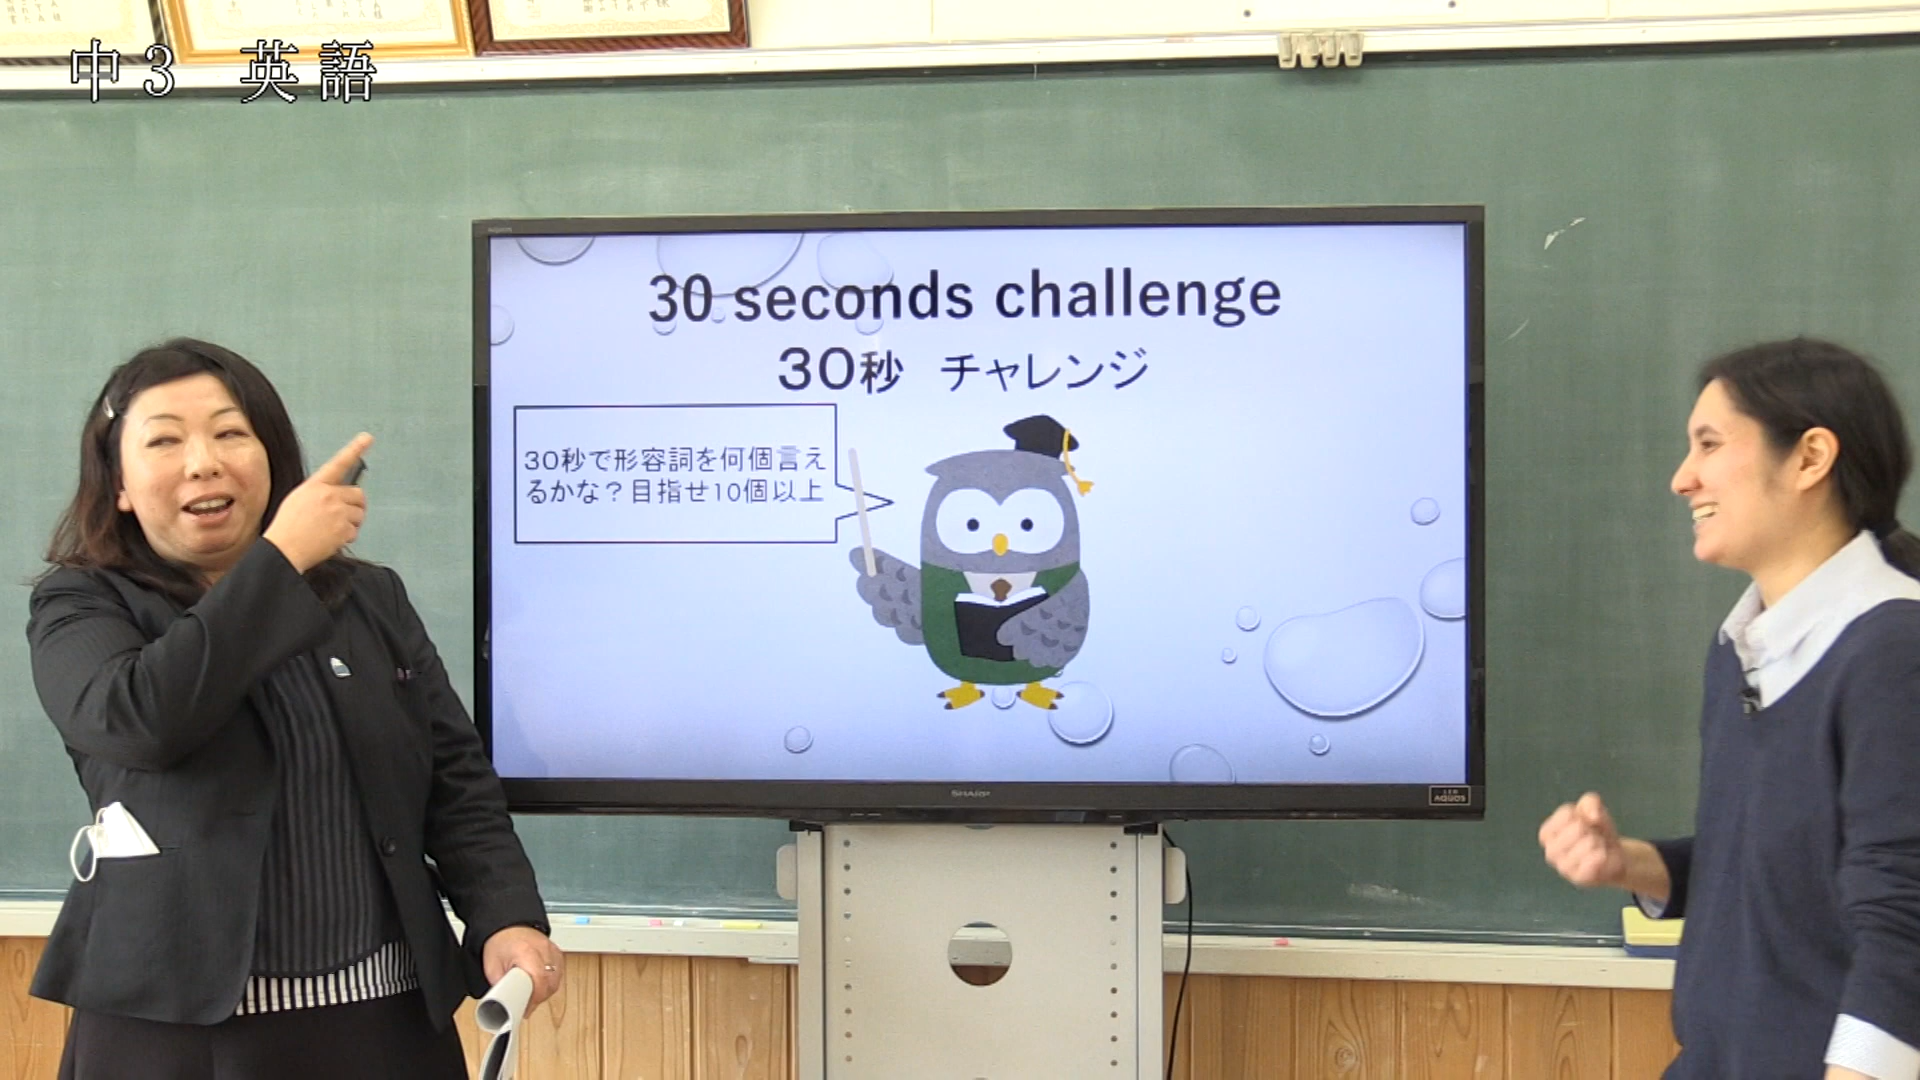 中3 英語
30 seconds challenge
30秒 チャレンジ
30秒で形容詞を何個言え
るかな？目指せ10個以上
SHARP
AQUOS